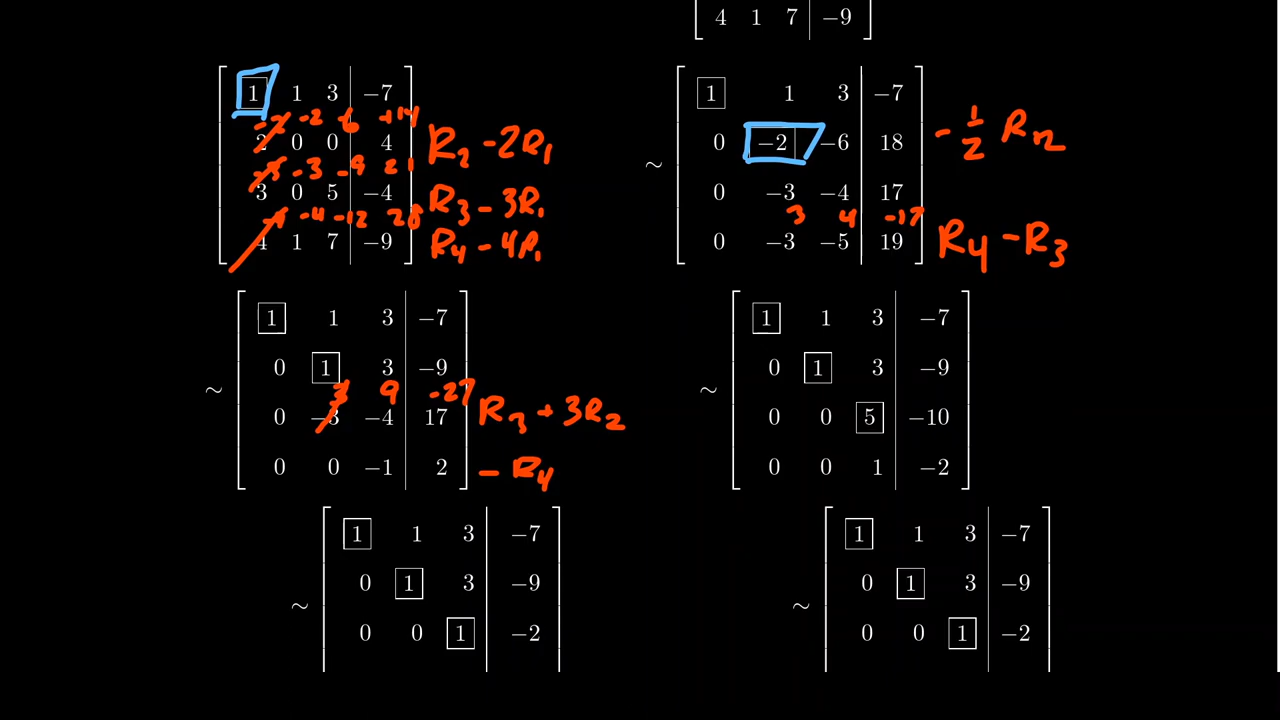 4 1 7 | −9
1 1 3 | −7
-2 -2 -6 +14
2 0 0 | 4 R2 - 2R1
-3 -3 -9 21
3 0 5 | −4 R3 - 3R1
-4 -4 -12 28
4 1 7 | −9 R4 - 4R1
1 1 3 | −7
∼ 0 −2 −6 | 18 - 1/2 R2
0 −3 −4 | 17
3 4 -17
0 −3 −5 | 19 R4 - R3
1 1 3 | −7
∼ 0 1 3 | −9
3 9 -27
0 −3 −4 | 17 R3 + 3R2
0 0 −1 | 2 - R4
1 1 3 | −7
∼ 0 1 3 | −9
0 0 5 | −10
0 0 1 | −2
1 1 3 | −7
∼ 0 1 3 | −9
0 0 1 | −2
1 1 3 | −7
∼ 0 1 3 | −9
0 0 1 | −2